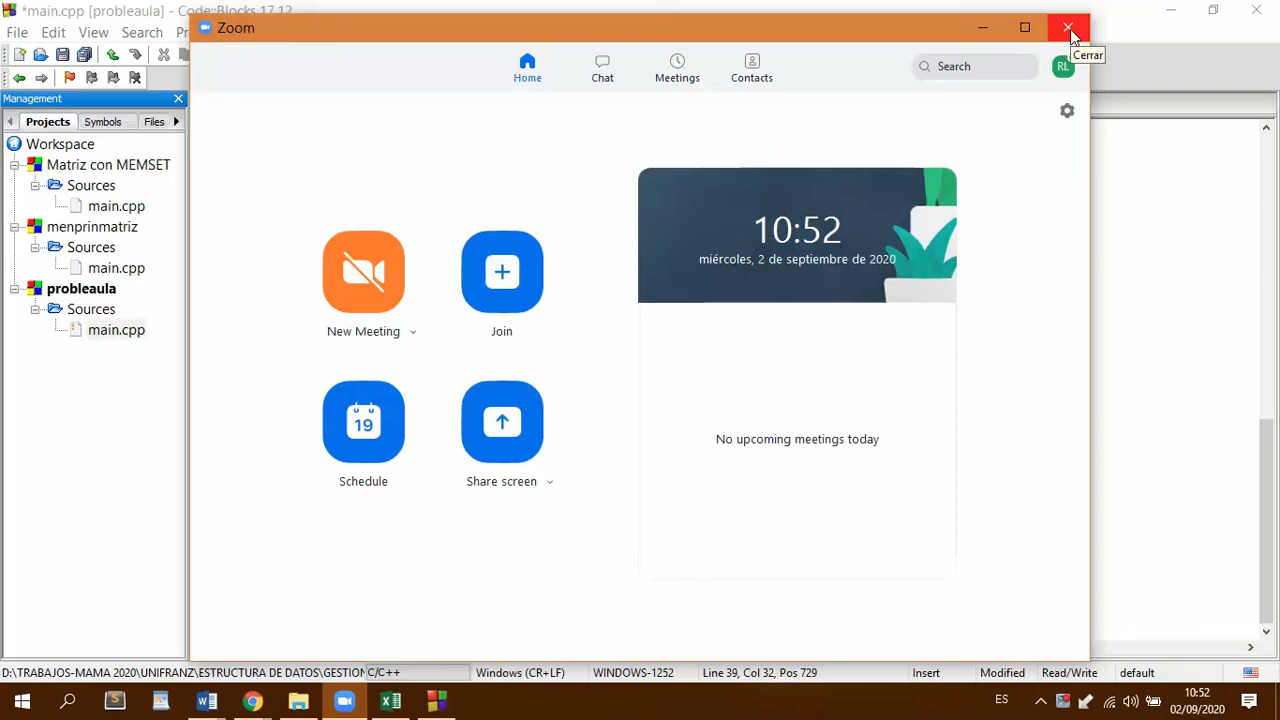 *main.cpp [probleaula] - Code::Blocks 17.12
File Edit View Search
Management
Projects Symbols Files
Workspace
Matriz con MEMSET
Sources
main.cpp
menprinmatriz
Sources
main.cpp
probleaula
Sources
main.cpp
Zoom
Cerrar
Home Chat Meetings Contacts
Search
RL
10:52
miércoles, 2 de septiembre de 2020
New Meeting
Join
19
Schedule
Share screen
No upcoming meetings today
D:\TRABAJOS-MAMA 2020\UNIFRANZ\ESTRUCTURA DE DATOS\GESTION C/C++ Windows (CR+LF) WINDOWS-1252 Line 39, Col 32, Pos 729 Insert Modified Read/Write default
ES
10:52
02/09/2020